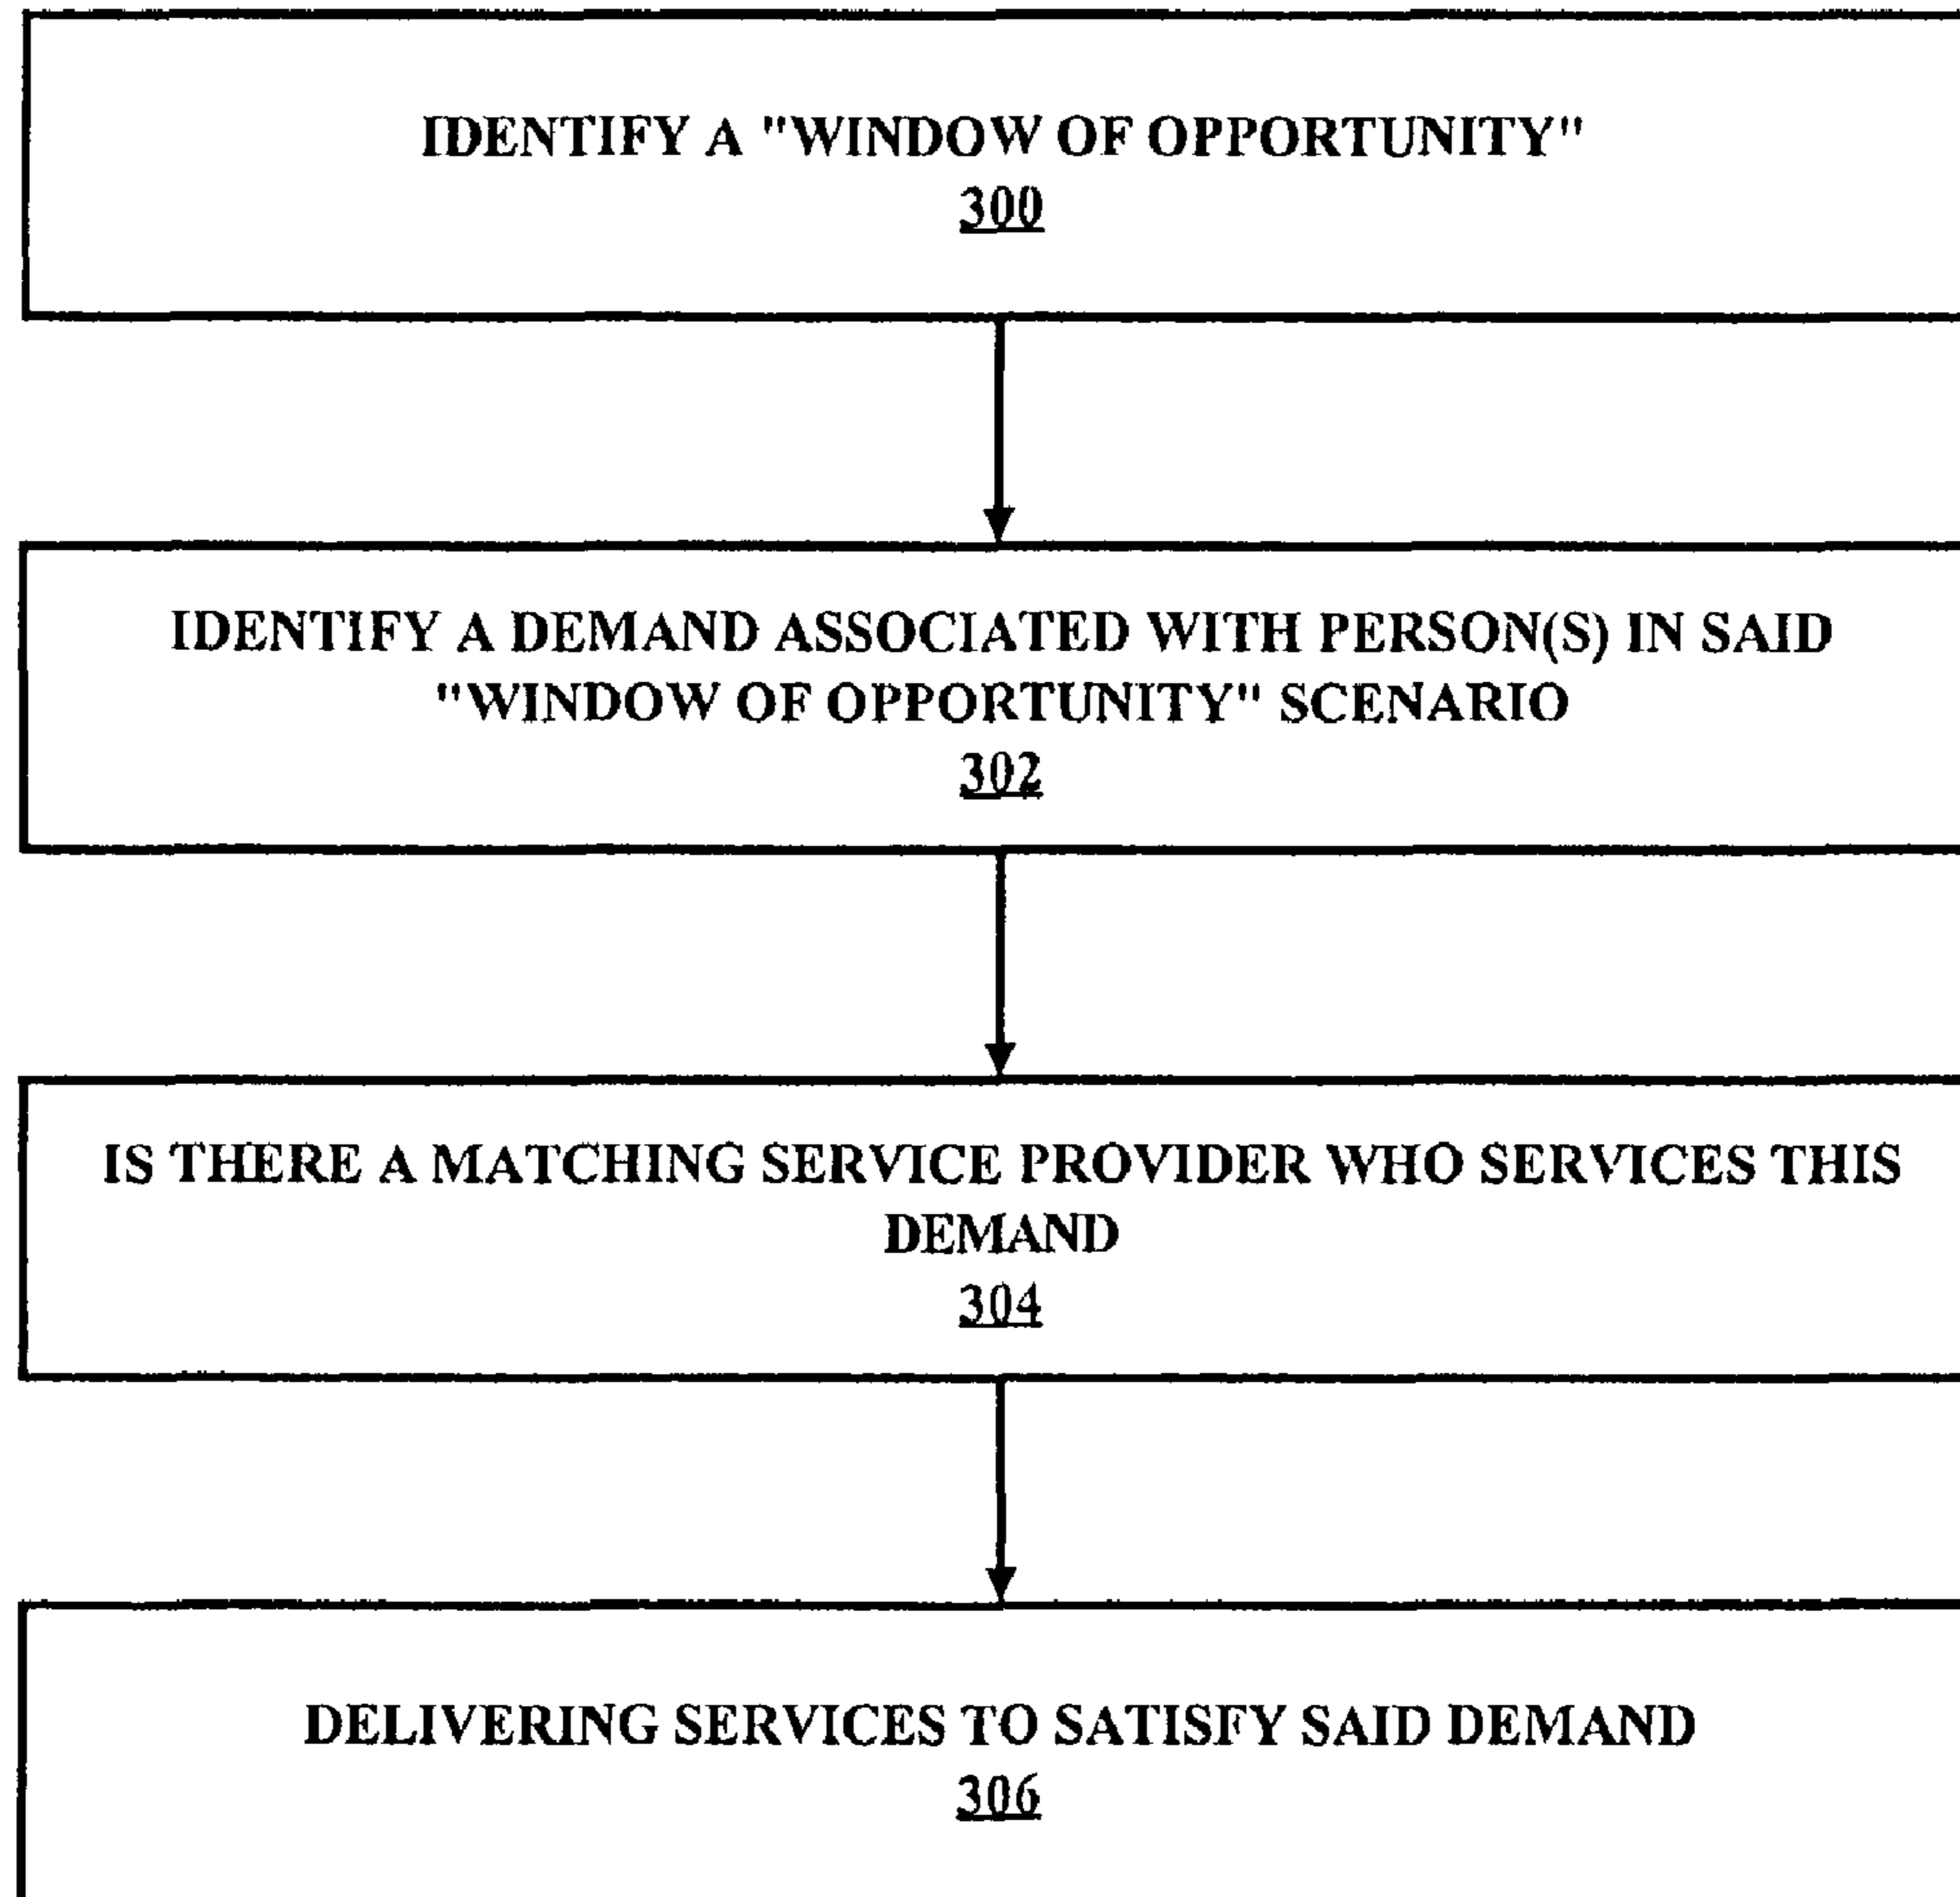 IDENTIFY A "WINDOW OF OPPORTUNITY"
300
IDENTIFY A DEMAND ASSOCIATED WITH PERSON(S) IN SAID
"WINDOW OF OPPORTUNITY" SCENARIO
302
IS THERE A MATCHING SERVICE PROVIDER WHO SERVICES THIS
DEMAND
304
DELIVERING SERVICES TO SATISFY SAID DEMAND
306